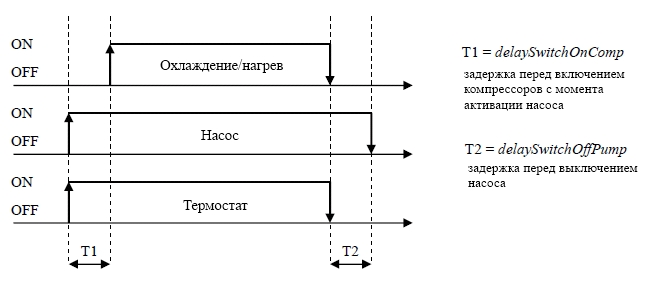 ON
OFF
Охлаждение/нагрев
ON
OFF
Насос
ON
OFF
Термостат
T1
T2
T1 = delaySwitchOnComp
задержка перед включением
компрессоров с момента
активации насоса
T2 = delaySwitchOffPump
задержка перед выключением
насоса